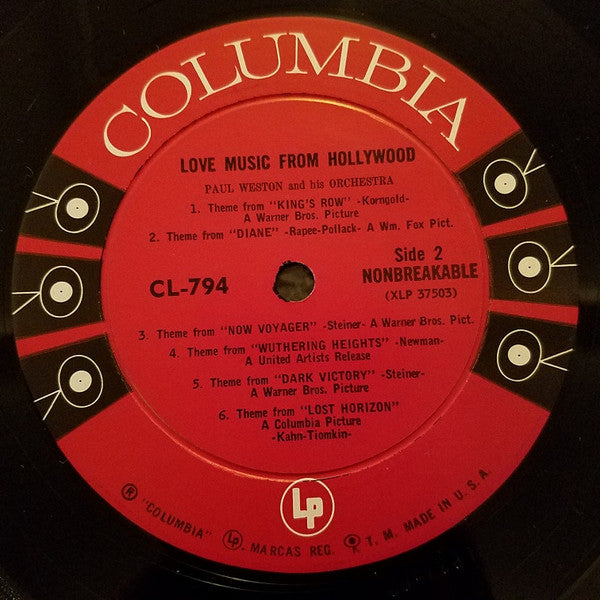 COLUMBIA
LOVE MUSIC FROM HOLLYWOOD
PAUL WESTON and his ORCHESTRA
1. Theme from "KING'S ROW" -Korngold-
A Warner Bros. Picture
2. Theme from "DIANE" -Rapee-Pollack- A Wm. Fox Pict.
CL-794
Side 2
NONBREAKABLE
(XLP 37503)
3. Theme from "NOW VOYAGER" -Steiner- A Warner Bros. Pict.
4. Theme from "WUTHERING HEIGHTS" -Newman-
A United Artists Release
5. Theme from "DARK VICTORY" -Steiner-
A Warner Bros. Picture
6. Theme from "LOST HORIZON"
A Columbia Picture
-Kahn-Tiomkin-
Lp
® "COLUMBIA" Lp MARCAS REG. T. M. MADE IN U. S. A.